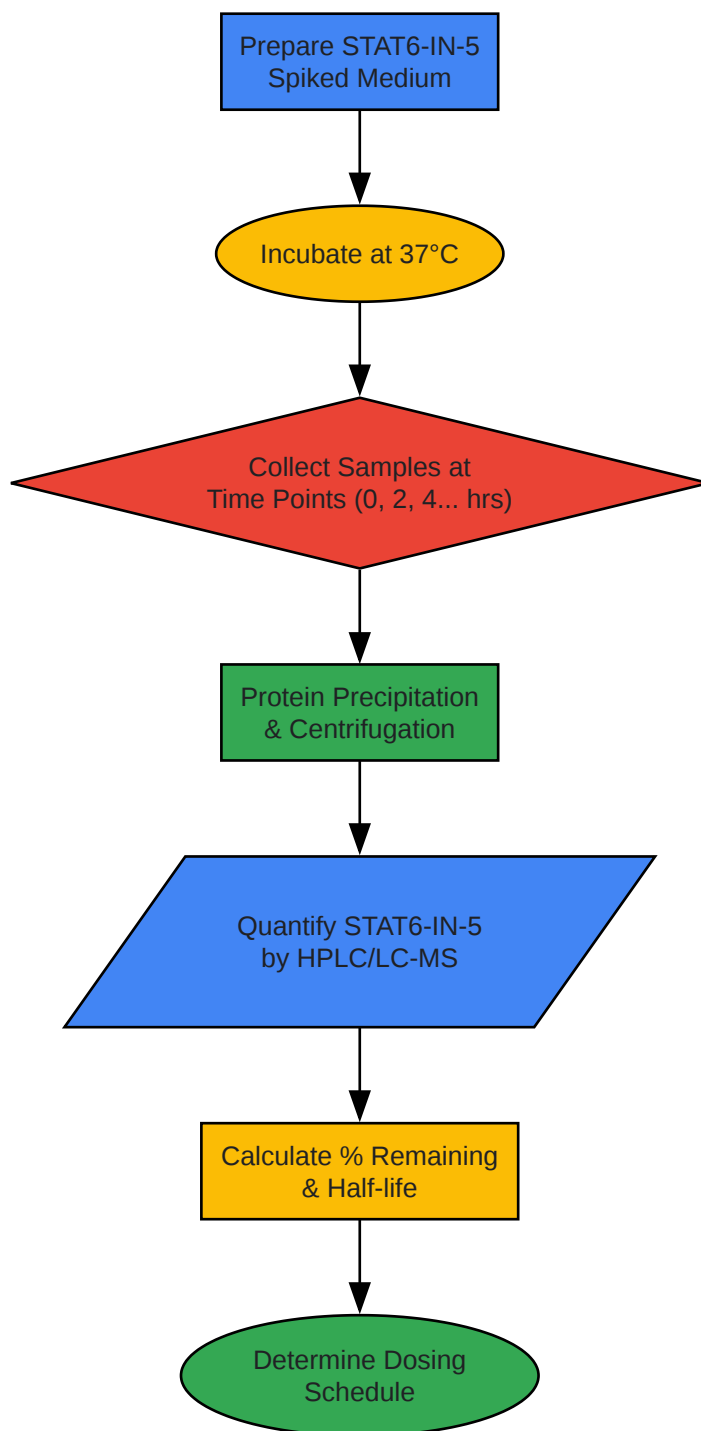 Prepare STAT6-IN-5
Spiked Medium
Incubate at 37°C
Collect Samples at
Time Points (0, 2, 4... hrs)
Protein Precipitation
& Centrifugation
Quantify STAT6-IN-5
by HPLC/LC-MS
Calculate % Remaining
& Half-life
Determine Dosing
Schedule